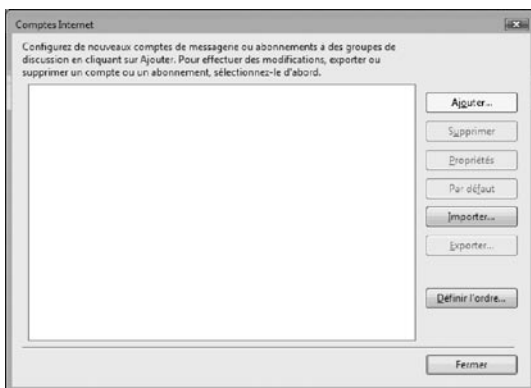 Comptes Internet
Configurez de nouveaux comptes de messagerie ou abonnements a des groupes de
discussion en cliquant sur Ajouter. Pour effectuer des modifications, exporter ou
supprimer un compte ou un abonnement, sélectionnez-le d'abord.
Ajouter...
Supprimer
Propriétés
Par défaut
Importer...
Exporter...
Définir l'ordre...
Fermer